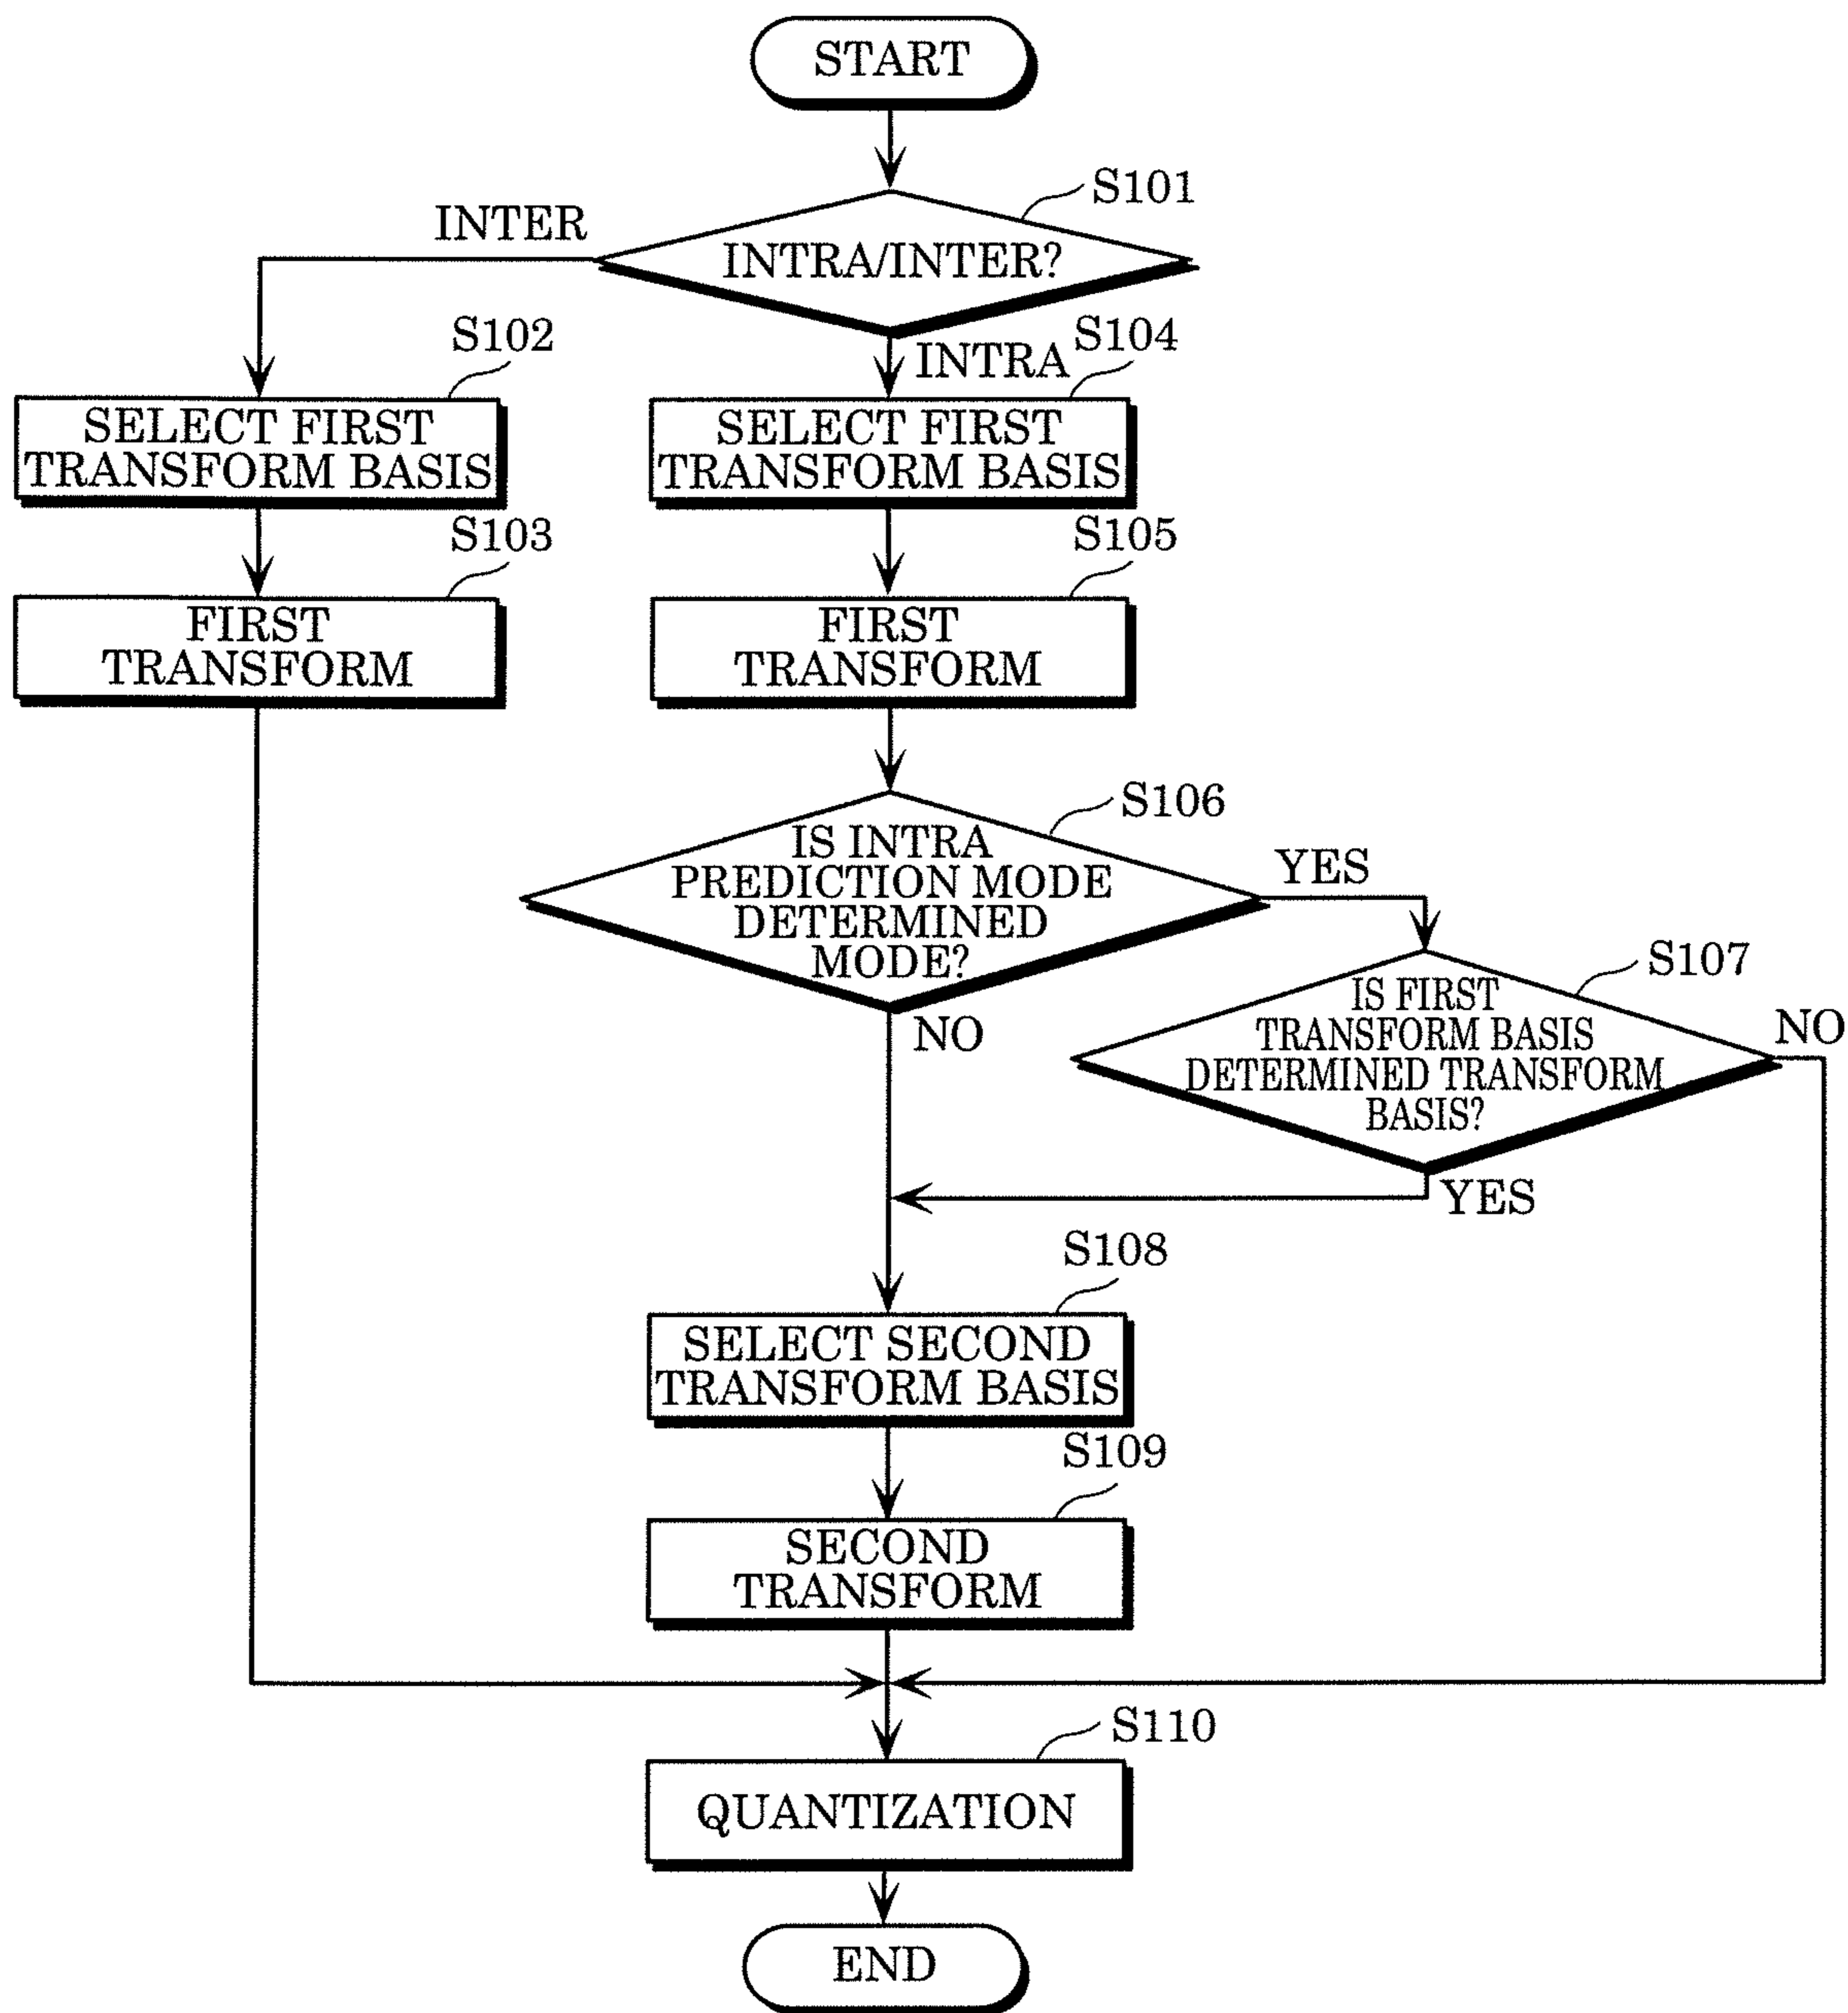 START
S101
INTER
INTRA/INTER?
S102
S104
INTRA
SELECT FIRST
TRANSFORM BASIS
SELECT FIRST
TRANSFORM BASIS
S103
S105
FIRST
TRANSFORM
FIRST
TRANSFORM
S106
IS INTRA
PREDICTION MODE
DETERMINED
MODE?
YES
NO
S107
IS FIRST
TRANSFORM BASIS
DETERMINED TRANSFORM
BASIS?
NO
YES
S108
SELECT SECOND
TRANSFORM BASIS
S109
SECOND
TRANSFORM
S110
QUANTIZATION
END